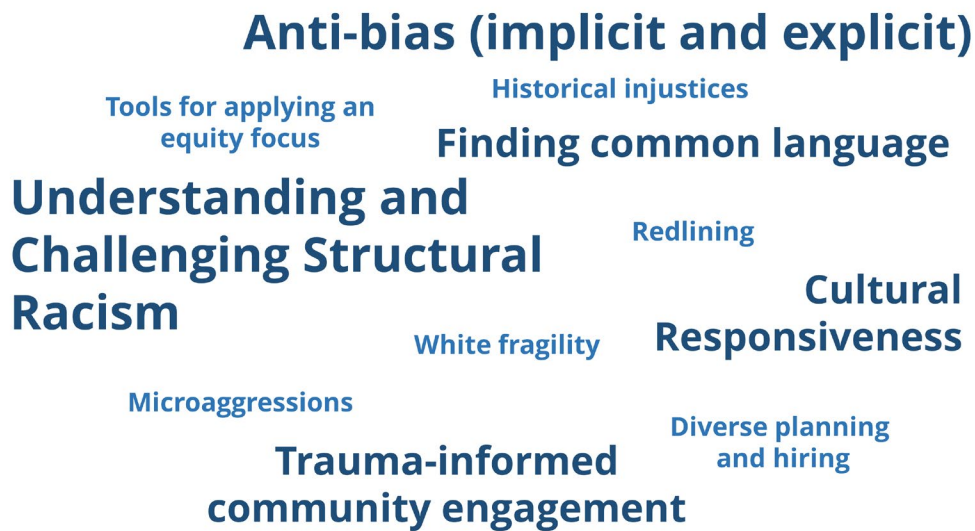 Anti-bias (implicit and explicit)
Historical injustices
Tools for applying an
equity focus
Finding common language
Understanding and
Challenging Structural
Racism
Redlining
Cultural
Responsiveness
White fragility
Microaggressions
Diverse planning
and hiring
Trauma-informed
community engagement